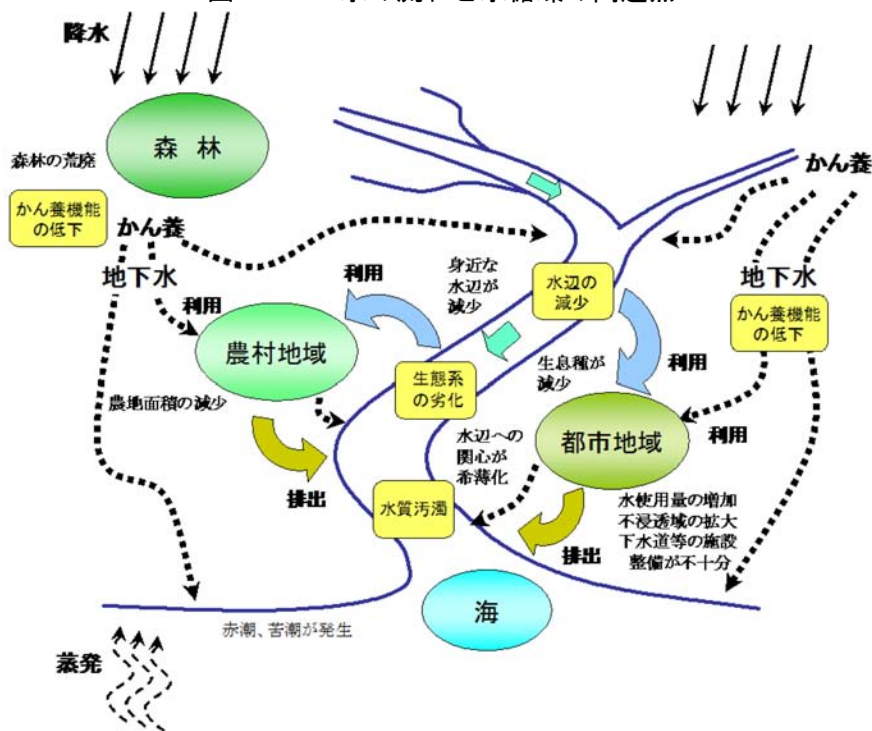 降水
森 林
森林の荒廃
かん養機能
の低下
かん養
地下水
利用
農村地域
農地面積の減少
排出
利用
身近な
水辺が
減少
水辺の
減少
生態系
の劣化
生息種が
減少
利用
かん養
地下水
かん養機能
の低下
利用
都市地域
水辺への
関心が
希薄化
水質汚濁
排出
水使用量の増加
不浸透域の拡大
下水道等の施設
整備が不十分
海
赤潮、苦潮が発生
蒸発